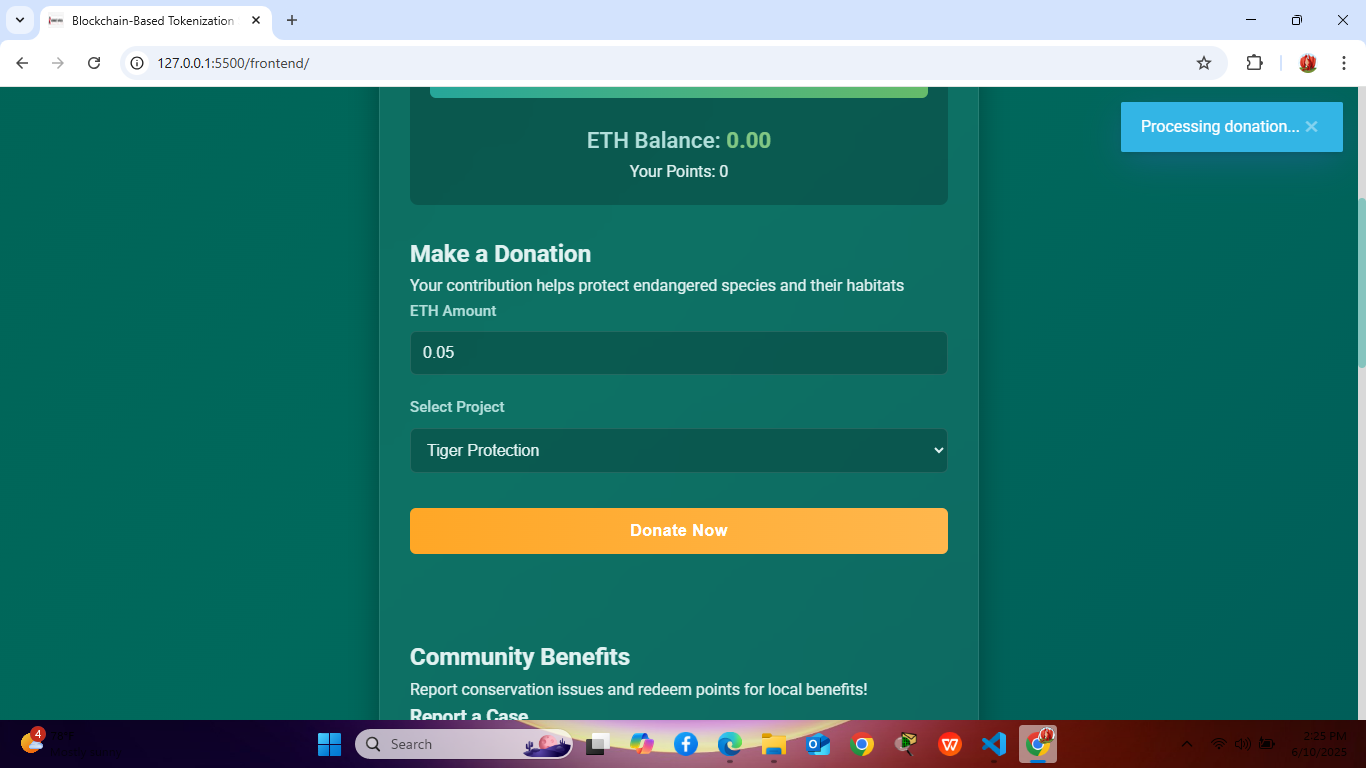 Blockchain-Based Tokenization
127.0.0.1:5500/frontend/
Processing donation...
ETH Balance: 0.00
Your Points: 0
Make a Donation
Your contribution helps protect endangered species and their habitats
ETH Amount
0.05
Select Project
Tiger Protection
Donate Now
Community Benefits
Report conservation issues and redeem points for local benefits!
Report a Case
4
Search
2:25 PM
6/10/2025